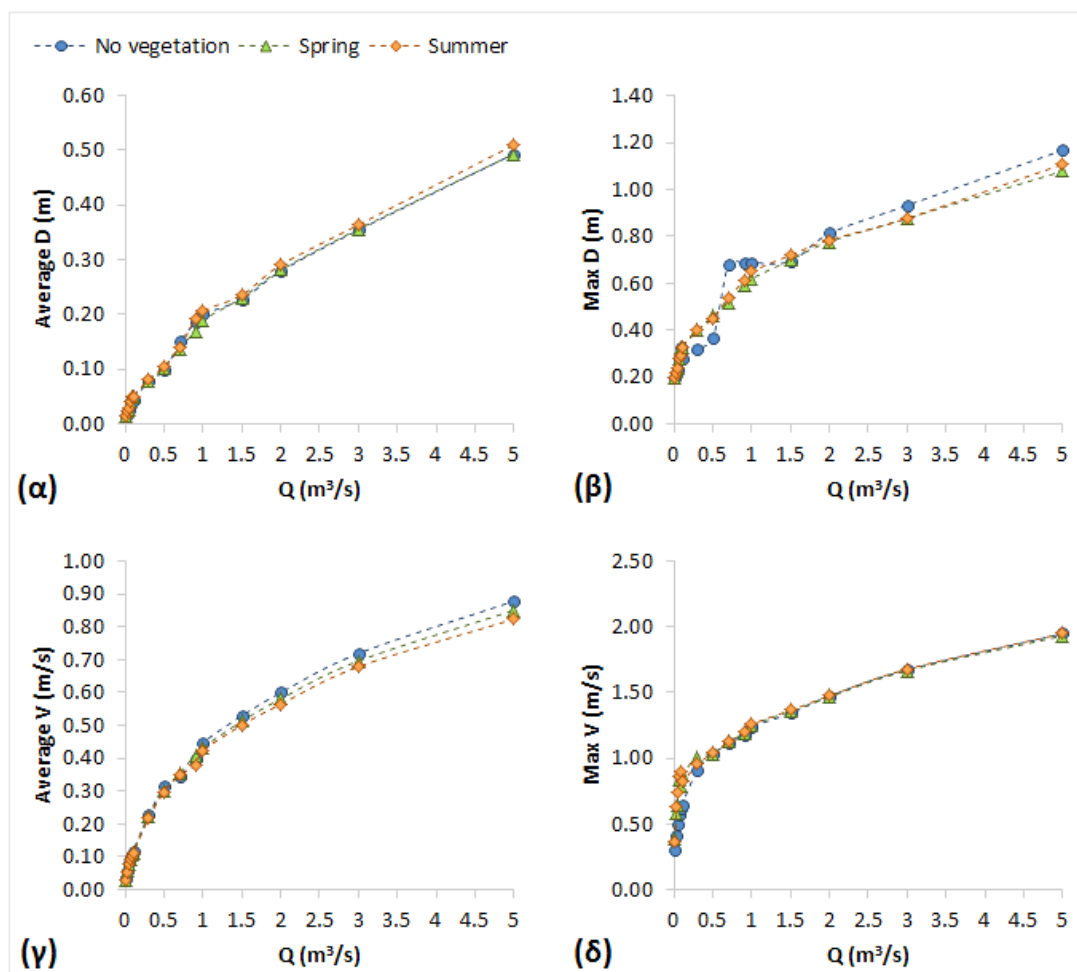 No vegetation Spring Summer
0.60
0.50
0.40
0.30
0.20
0.10
0.00
Average D (m)
0 0.5 1 1.5 2 2.5 3 3.5 4 4.5 5
Q (m³/s)
(α)
1.40
1.20
1.00
0.80
0.60
0.40
0.20
0.00
Max D (m)
0 0.5 1 1.5 2 2.5 3 3.5 4 4.5 5
Q (m³/s)
(β)
1.00
0.90
0.80
0.70
0.60
0.50
0.40
0.30
0.20
0.10
0.00
Average V (m/s)
0 0.5 1 1.5 2 2.5 3 3.5 4 4.5 5
Q (m³/s)
(γ)
2.50
2.00
1.50
1.00
0.50
0.00
Max V (m/s)
0 0.5 1 1.5 2 2.5 3 3.5 4 4.5 5
Q (m³/s)
(δ)